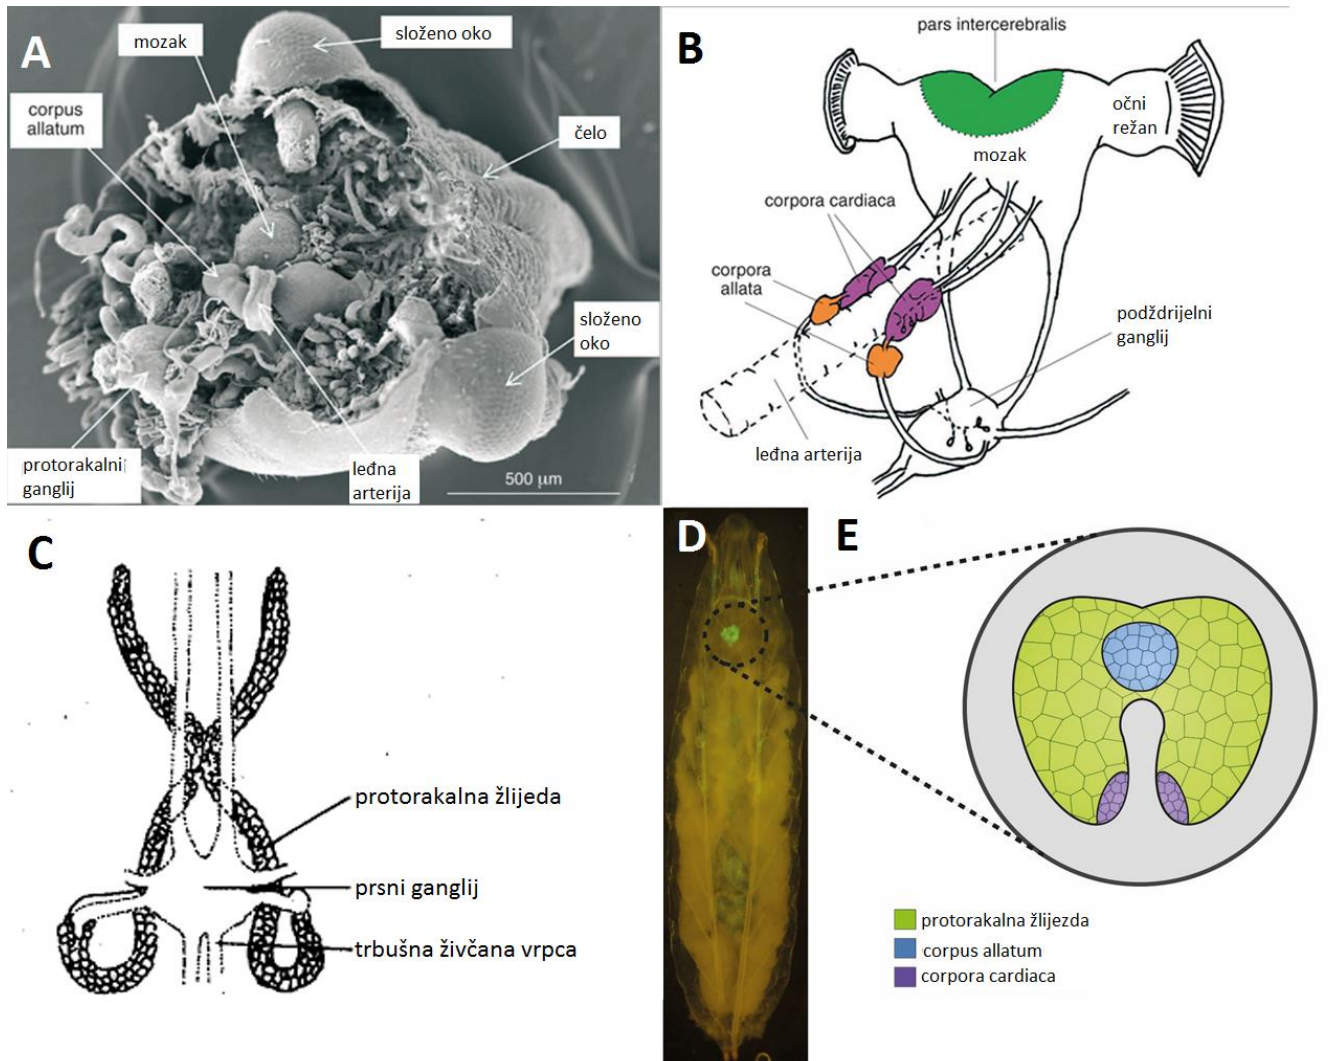 A
mozak
složeno oko
corpus
allatum
čelo
složeno
oko
protorakalni
ganglij
leđna
arterija
500 µm
B
pars intercerebralis
očni
režan
mozak
corpora cardiaca
corpora
allata
podždrijelni
ganglij
leđna arterija
C
protorakalna žlijeda
prsni ganglij
trbušna živčana vrpca
D
E
protorakalna žlijezda
corpus allatum
corpora cardiaca